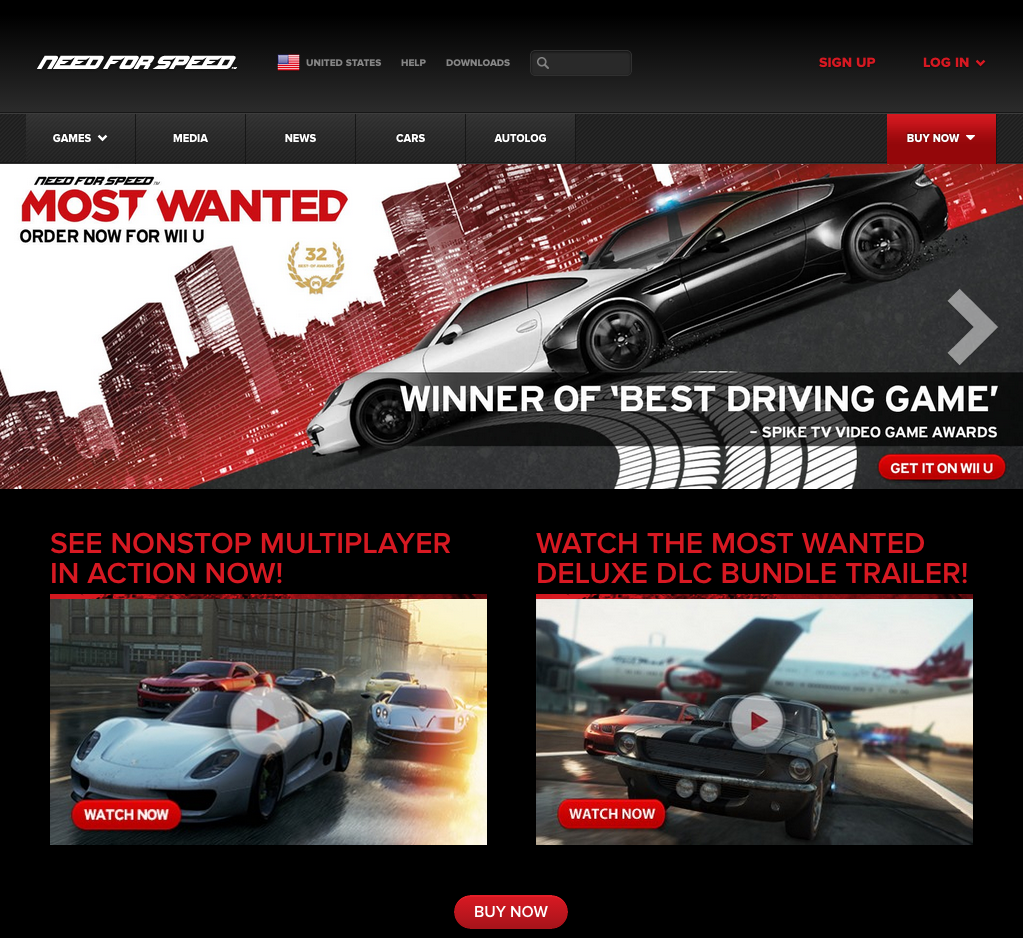 NEED FOR SPEED™
UNITED STATES
HELP
DOWNLOADS
SIGN UP
LOG IN
GAMES
MEDIA
NEWS
CARS
AUTOLOG
BUY NOW
NEED FOR SPEED™
MOST WANTED
ORDER NOW FOR WII U
32
BEST OF AWARDS
WINNER OF ‘BEST DRIVING GAME’
– SPIKE TV VIDEO GAME AWARDS
GET IT ON WII U
SEE NONSTOP MULTIPLAYER
IN ACTION NOW!
WATCH THE MOST WANTED
DELUXE DLC BUNDLE TRAILER!
WATCH NOW
WATCH NOW
BUY NOW